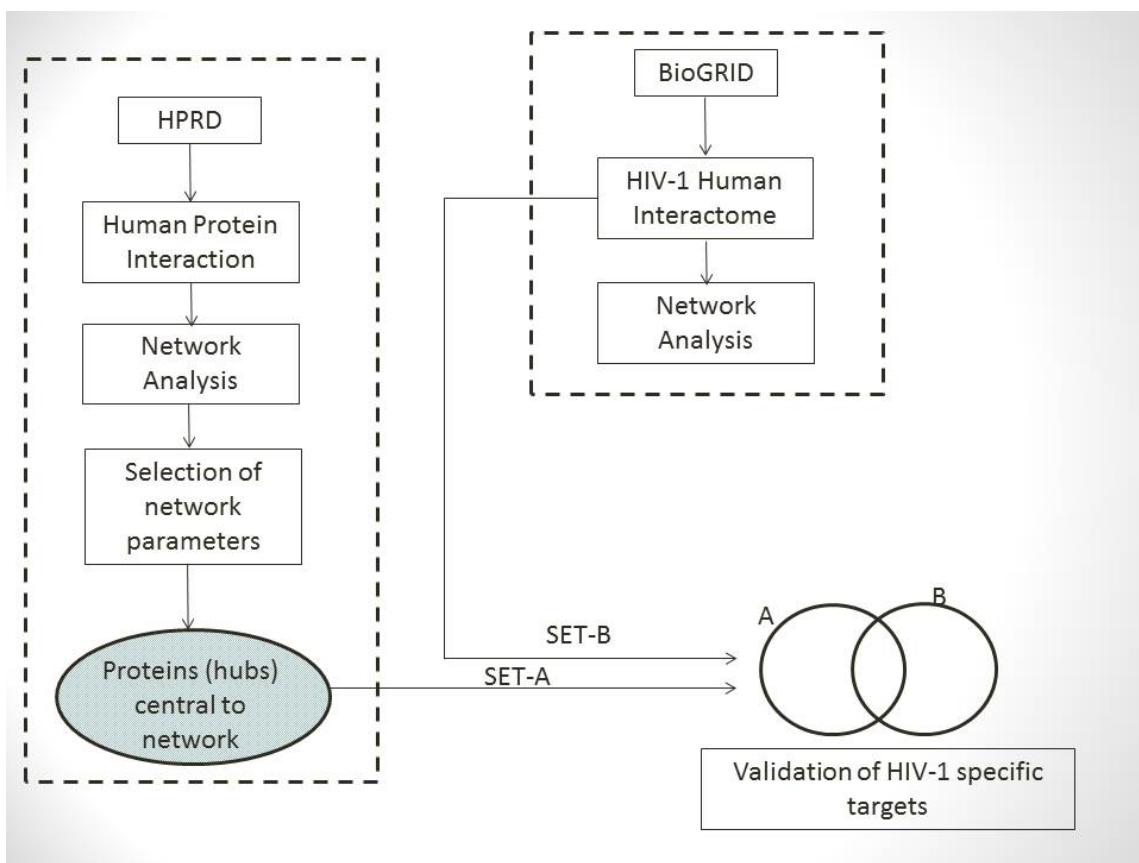 HPRD
Human Protein
Interaction
Network
Analysis
Selection of
network
parameters
Proteins (hubs)
central to
network
BioGRID
HIV-1 Human
Interactome
Network
Analysis
SET-B
SET-A
A
B
Validation of HIV-1 specific
targets